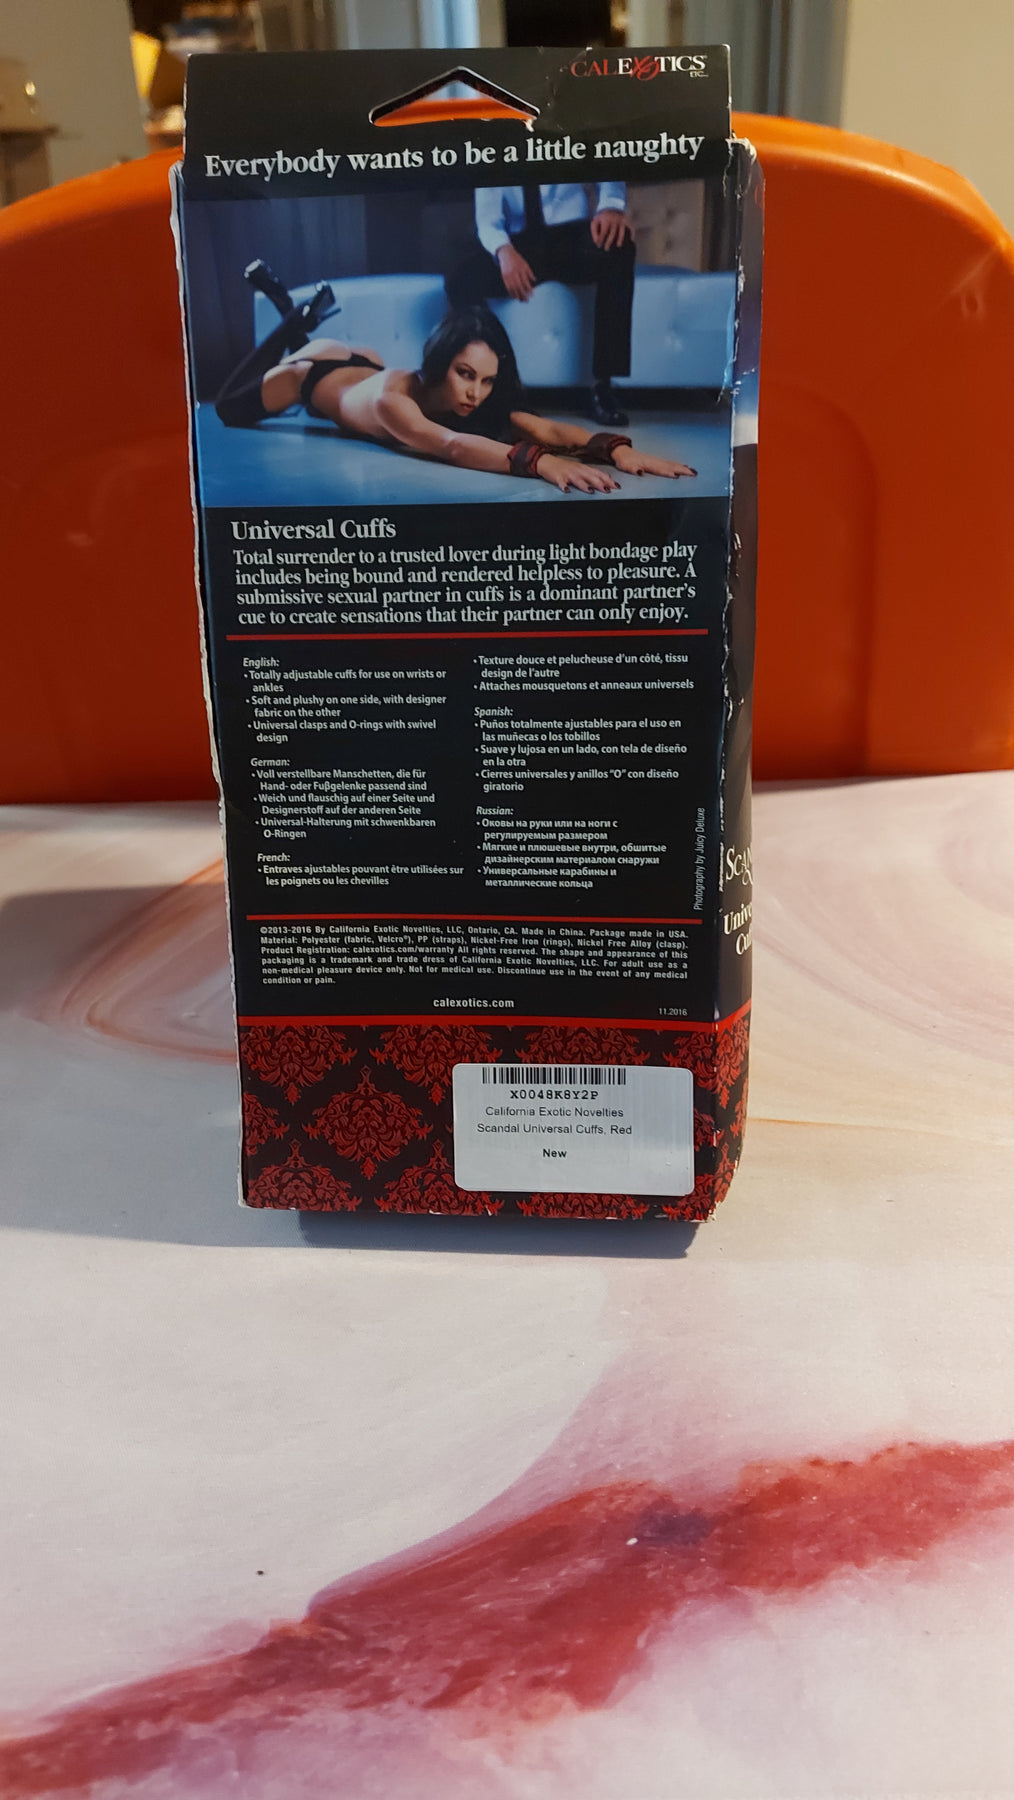 CALEXOTICS
ETC...
Everybody wants to be a little naughty
Universal Cuffs
Total surrender to a trusted lover during light bondage play
includes being bound and rendered helpless to pleasure. A
submissive sexual partner in cuffs is a dominant partner's
cue to create sensations that their partner can only enjoy.
English:
• Totally adjustable cuffs for use on wrists or
ankles
• Soft and plushy on one side, with designer
fabric on the other
• Universal clasps and O-rings with swivel
design
German:
• Voll verstellbare Manschetten, die für
Hand- oder Fußgelenke passend sind
• Weich und flauschig auf einer Seite und
Designerstoff auf der anderen Seite
• Universal-Halterung mit schwenkbaren
O-Ringen
French:
• Entraves ajustables pouvant être utilisées sur
les poignets ou les chevilles
• Texture douce et pelucheuse d'un côté, tissu
design de l'autre
• Attaches mousquetons et anneaux universels
Spanish:
• Puños totalmente ajustables para el uso en
las muñecas o los tobillos
• Suave y lujosa en un lado, con tela de diseño
en la otra
• Cierres universales y anillos "O" con diseño
giratorio
Russian:
• Оковы на руки или на ноги с
регулируемым размером
• Мягкие и плюшевые внутри, обшитые
дизайнерским материалом снаружи
• Универсальные карабины и
металлические кольца
Photography by Juicy Deluxe
©2013-2016 By California Exotic Novelties, LLC, Ontario, CA. Made in China. Package made in USA.
Material: Polyester (fabric, Velcro®), PP (straps), Nickel-Free Iron (rings), Nickel Free Alloy (clasp).
Product Registration: calexotics.com/warranty All rights reserved. The shape and appearance of this
packaging is a trademark and trade dress of California Exotic Novelties, LLC. For adult use as a
non-medical pleasure device only. Not for medical use. Discontinue use in the event of any medical
condition or pain.
calexotics.com
11.2016
X0048K8Y2P
California Exotic Novelties
Scandal Universal Cuffs, Red
New